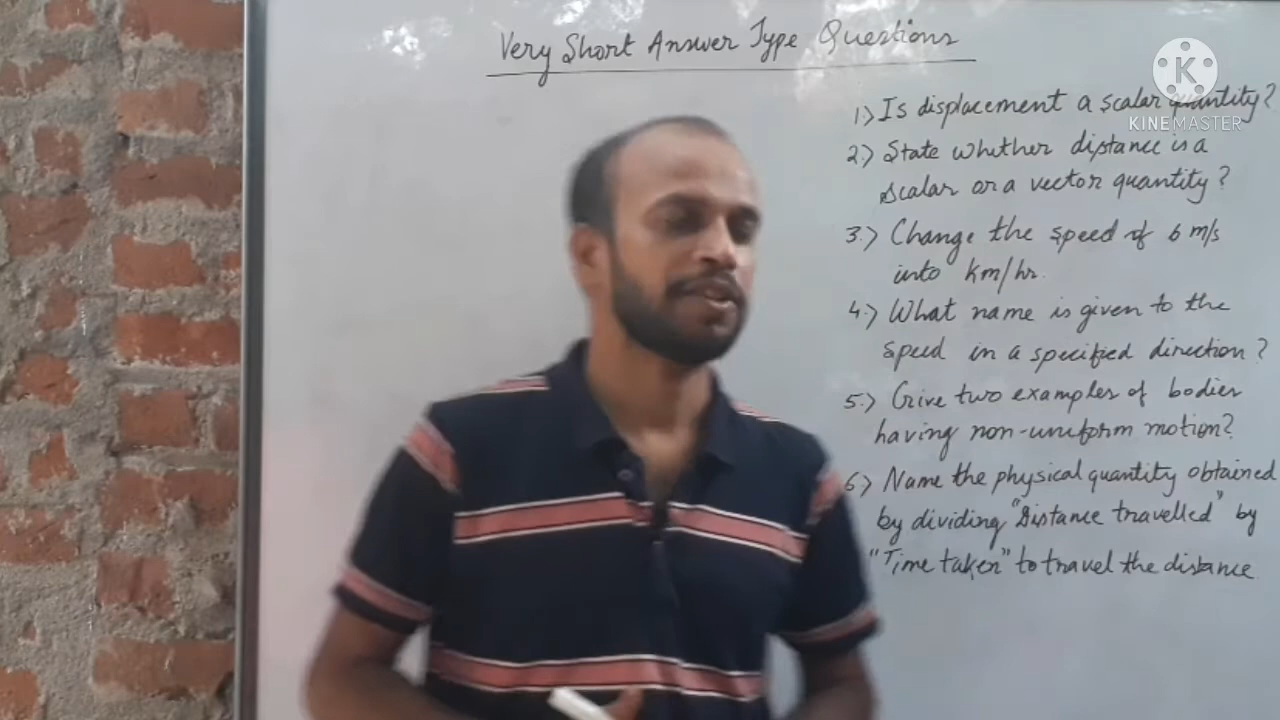 Very Short Answer Type Questions
1.) Is displacement a scalar quantity?
2.) State whether distance is a
scalar or a vector quantity?
3.) Change the speed of 6 m/s
into km/hr.
4.) What name is given to the
speed in a specified direction?
5.) Give two examples of bodies
having non-uniform motion?
6.) Name the physical quantity obtained
by dividing "Distance travelled" by
"Time taken" to travel the distance
K
KINEMASTER